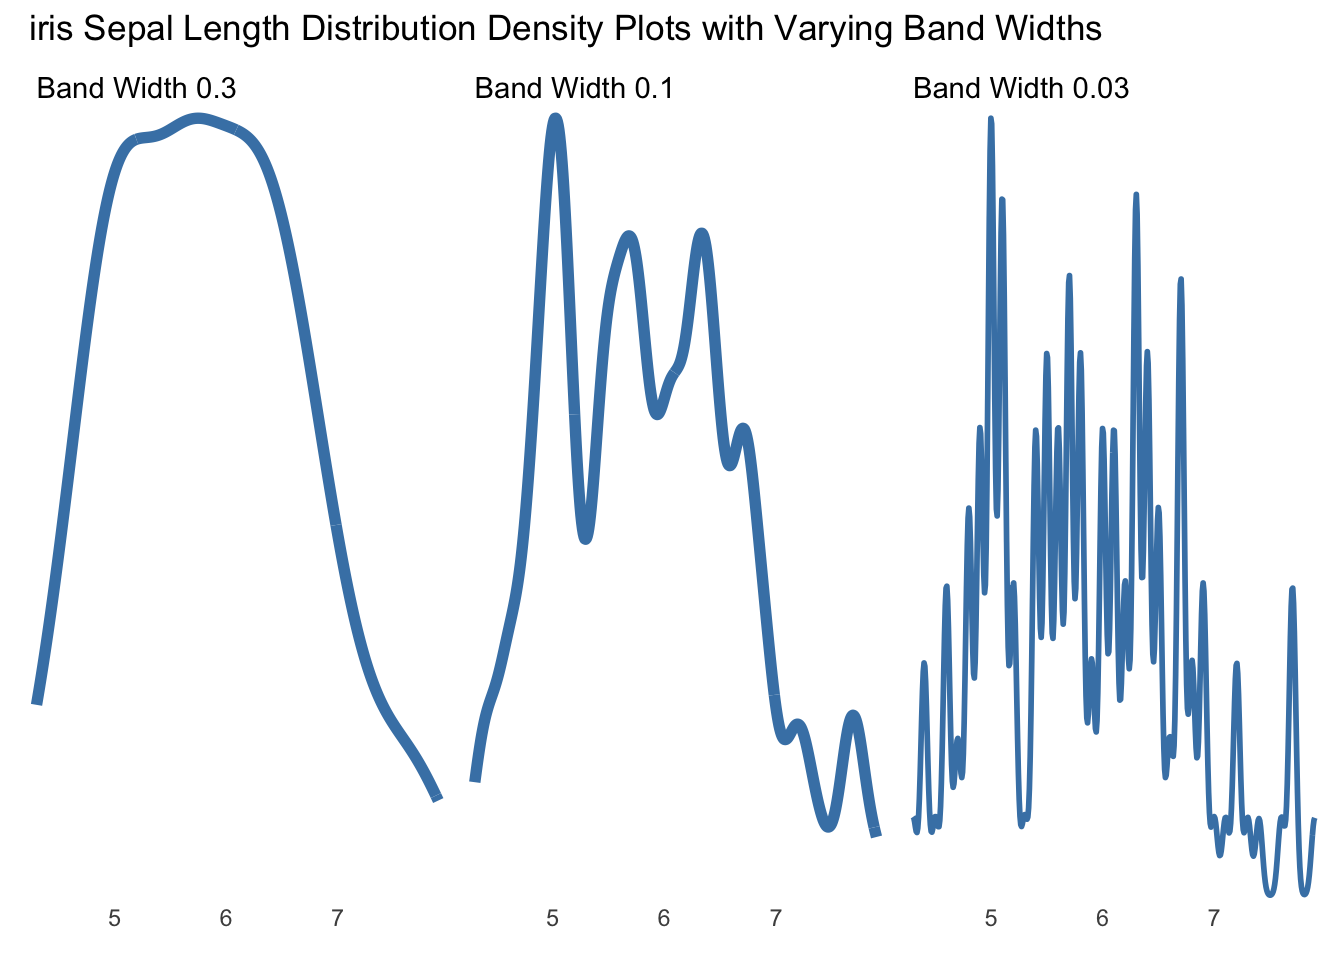 iris Sepal Length Distribution Density Plots with Varying Band Widths
Band Width 0.3
Band Width 0.1
Band Width 0.03
5 6 7
5 6 7
5 6 7